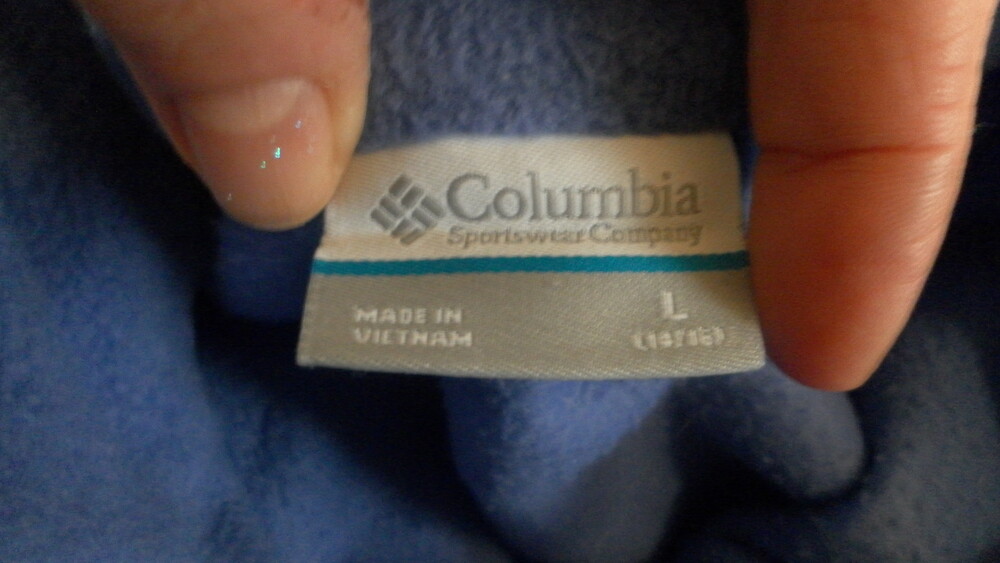 Columbia
Sportswear Company
MADE IN
VIETNAM
L